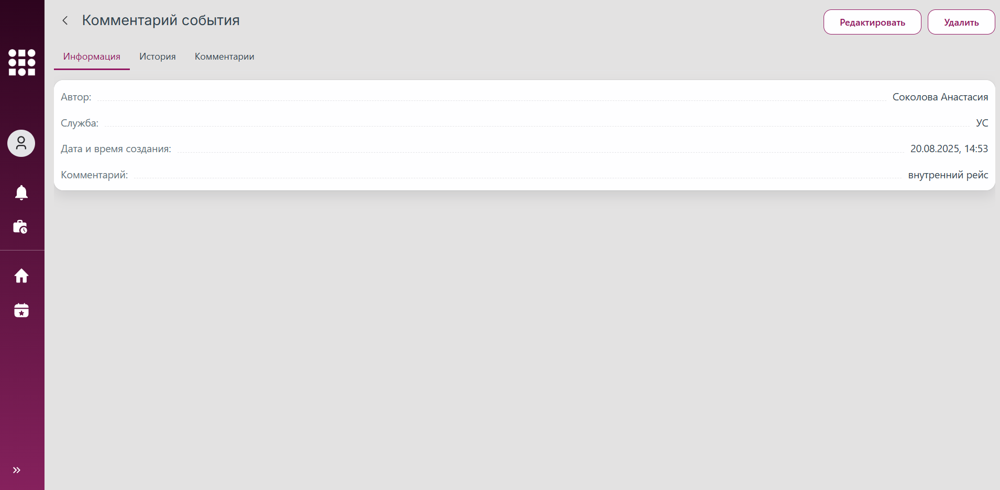 Комментарий события
Редактировать
Удалить
Информация
История
Комментарии
Автор: Соколова Анастасия
Служба: УС
Дата и время создания: 20.08.2025, 14:53
Комментарий: внутренний рейс